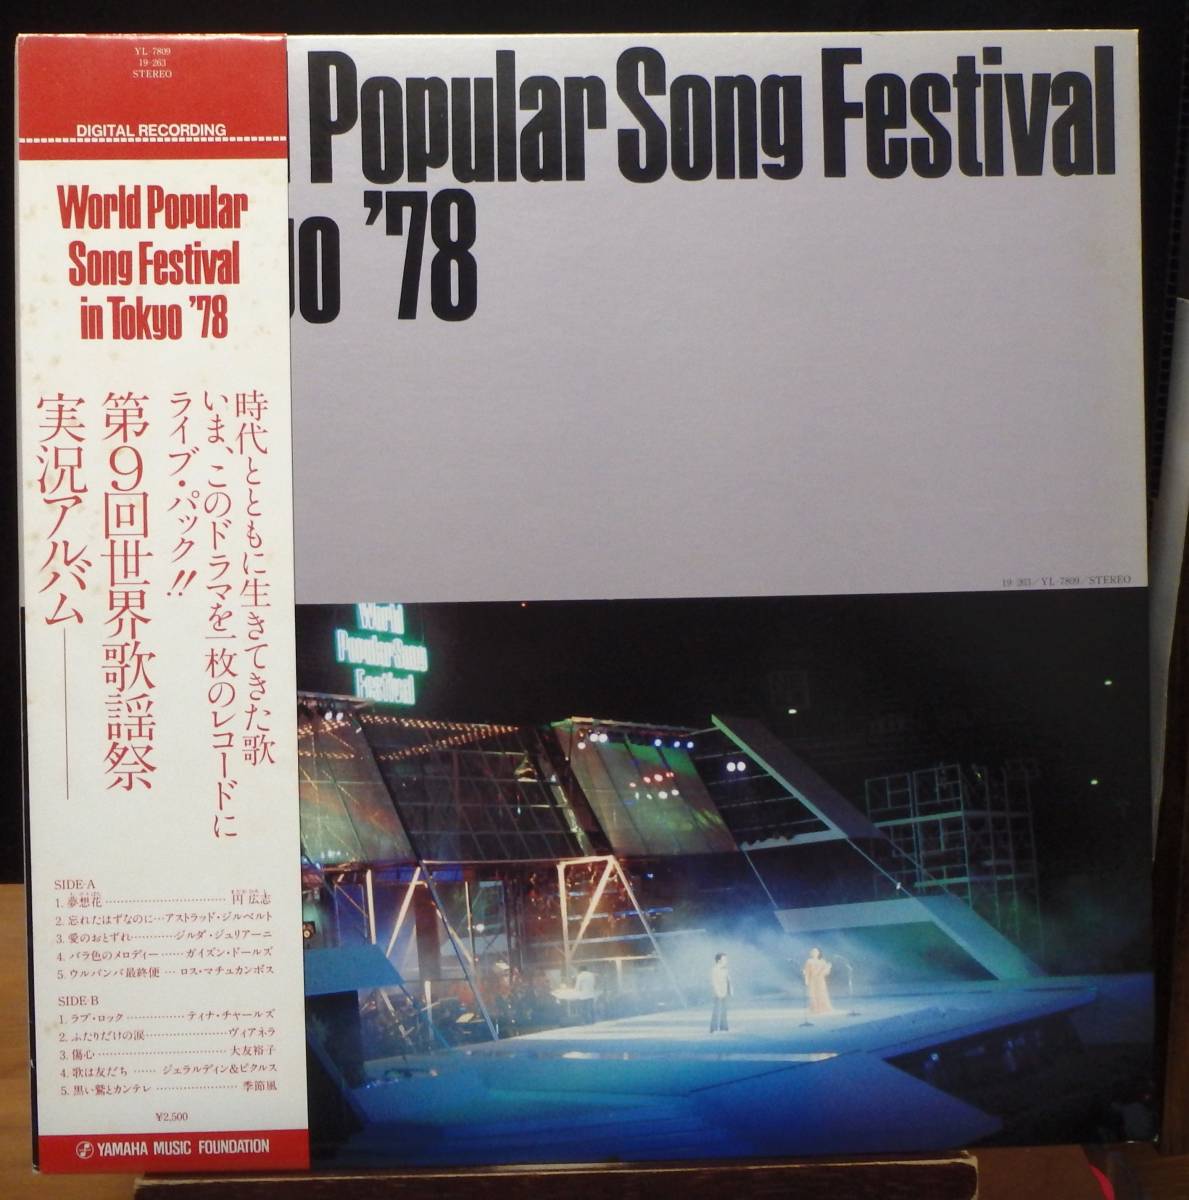 YL-7809
19-263
STEREO
DIGITAL RECORDING
World Popular
Song Festival
in Tokyo '78
時代とともに生きてきた歌
いま、このドラマを一枚のレコードに
ライブ・パック!!
第9回世界歌謡祭
実況アルバム──
SIDE-A
1. 夢想花 円 広志
2. 忘れたはずなのに…アストラッド・ジルベルト
3. 愛のおとずれ…………ジルダ・ジュリアーニ
4. バラ色のメロディー……ガイズン・ドールズ
5. ウルバンバ最終便… ロス・マチュカンボス
SIDE-B
1. ラブ・ロック……………ティナ・チャールズ
2. ふたりだけの涙……………ヴィアネラ
3. 傷心……………………大友裕子
4. 歌は友だち……ジェラルディン&ピクルス
5. 黒い鷲とカンテレ…………………季節風
¥2,500
YAMAHA MUSIC FOUNDATION
Popular Song Festival
yo '78
19-263/YL-7809/STEREO
World
Popular Song
Festival